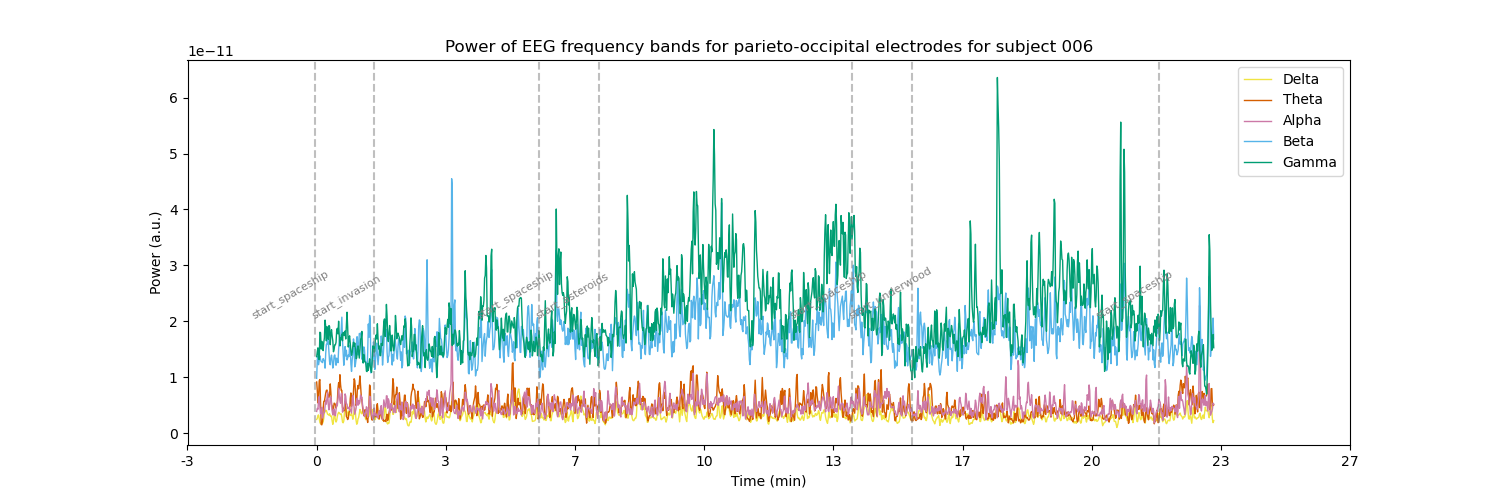 Power of EEG frequency bands for parieto-occipital electrodes for subject 006
1e−11
Power (a.u.)
6
5
4
3
2
1
0
Delta
Theta
Alpha
Beta
Gamma
start_spaceship
start_invasion
start_spaceship
start_asteroids
start_spaceship
start_underwood
start_spaceship
-3
0
3
7
10
13
17
20
23
27
Time (min)